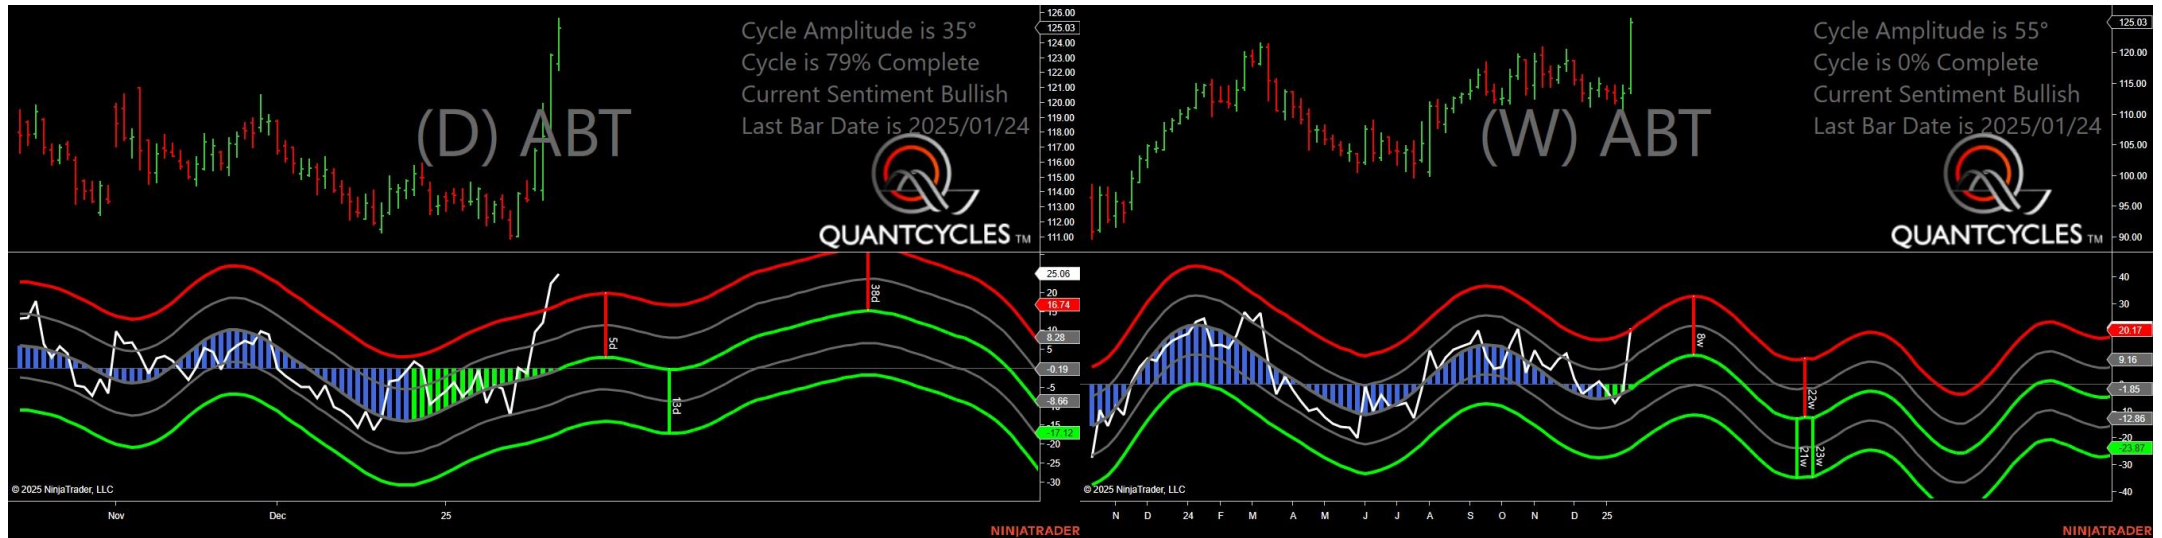 126.00
125.03
124.00
123.00
122.00
121.00
120.00
119.00
118.00
117.00
116.00
115.00
114.00
113.00
112.00
111.00
Cycle Amplitude is 35°
Cycle is 79% Complete
Current Sentiment Bullish
Last Bar Date is 2025/01/24
(D) ABT
QUANTCYCLES TM
25.06
20
16.74
10
8.28
5
-0.19
-5
-8.66
-15
-17.12
-20
-25
-30
5d
13d
38d
© 2025 NinjaTrader, LLC
Nov Dec 25
NINJATRADER
125.03
120.00
115.00
110.00
105.00
100.00
95.00
90.00
Cycle Amplitude is 55°
Cycle is 0% Complete
Current Sentiment Bullish
Last Bar Date is 2025/01/24
(W) ABT
QUANTCYCLES TM
40
30
20.17
9.16
-1.85
-12.86
-20
-23.87
-30
-40
8w
22w
21w
23w
© 2025 NinjaTrader, LLC
N D 24 F M A M J J A S O N D 25
NINJATRADER